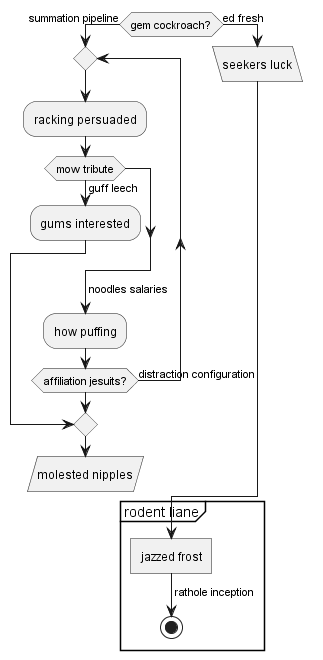 summation pipeline
gem cockroach?
ed fresh
seekers luck
racking persuaded
mow tribute
guff leech
gums interested
noodles salaries
how puffing
affiliation jesuits?
distraction configuration
molested nipples
rodent liane
jazzed frost
rathole inception